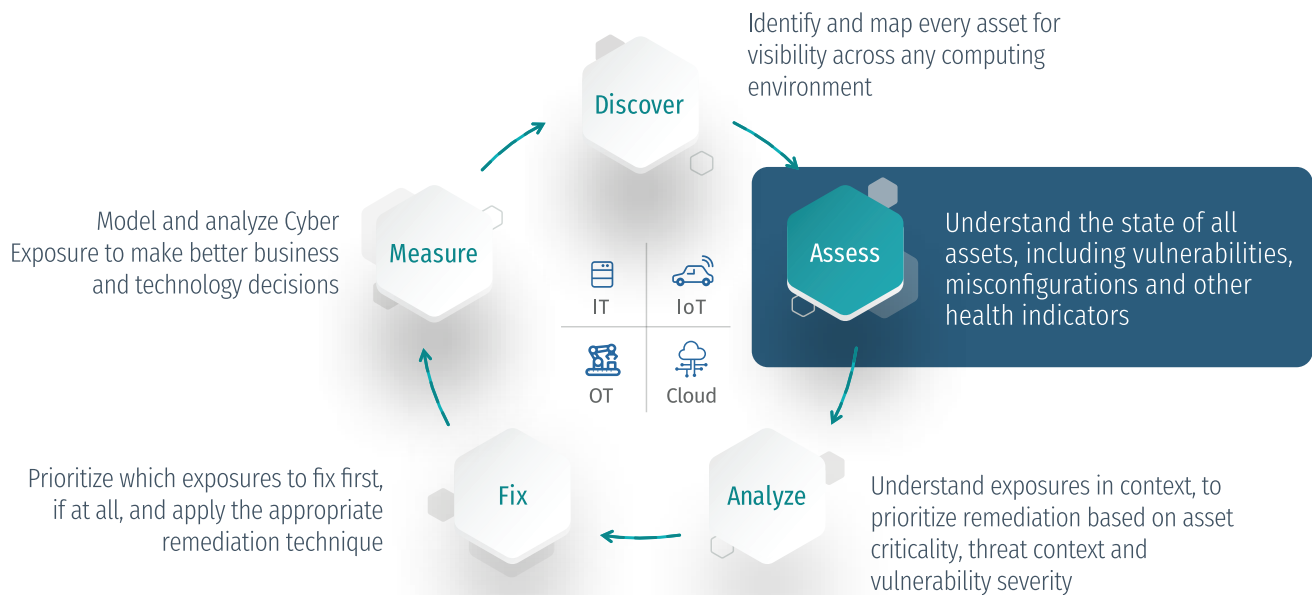 Discover
Identify and map every asset for
visibility across any computing
environment
Assess
Understand the state of all
assets, including vulnerabilities,
misconfigurations and other
health indicators
Analyze
Understand exposures in context, to
prioritize remediation based on asset
criticality, threat context and
vulnerability severity
Fix
Prioritize which exposures to fix first,
if at all, and apply the appropriate
remediation technique
Measure
Model and analyze Cyber
Exposure to make better business
and technology decisions
IT
IoT
OT
Cloud